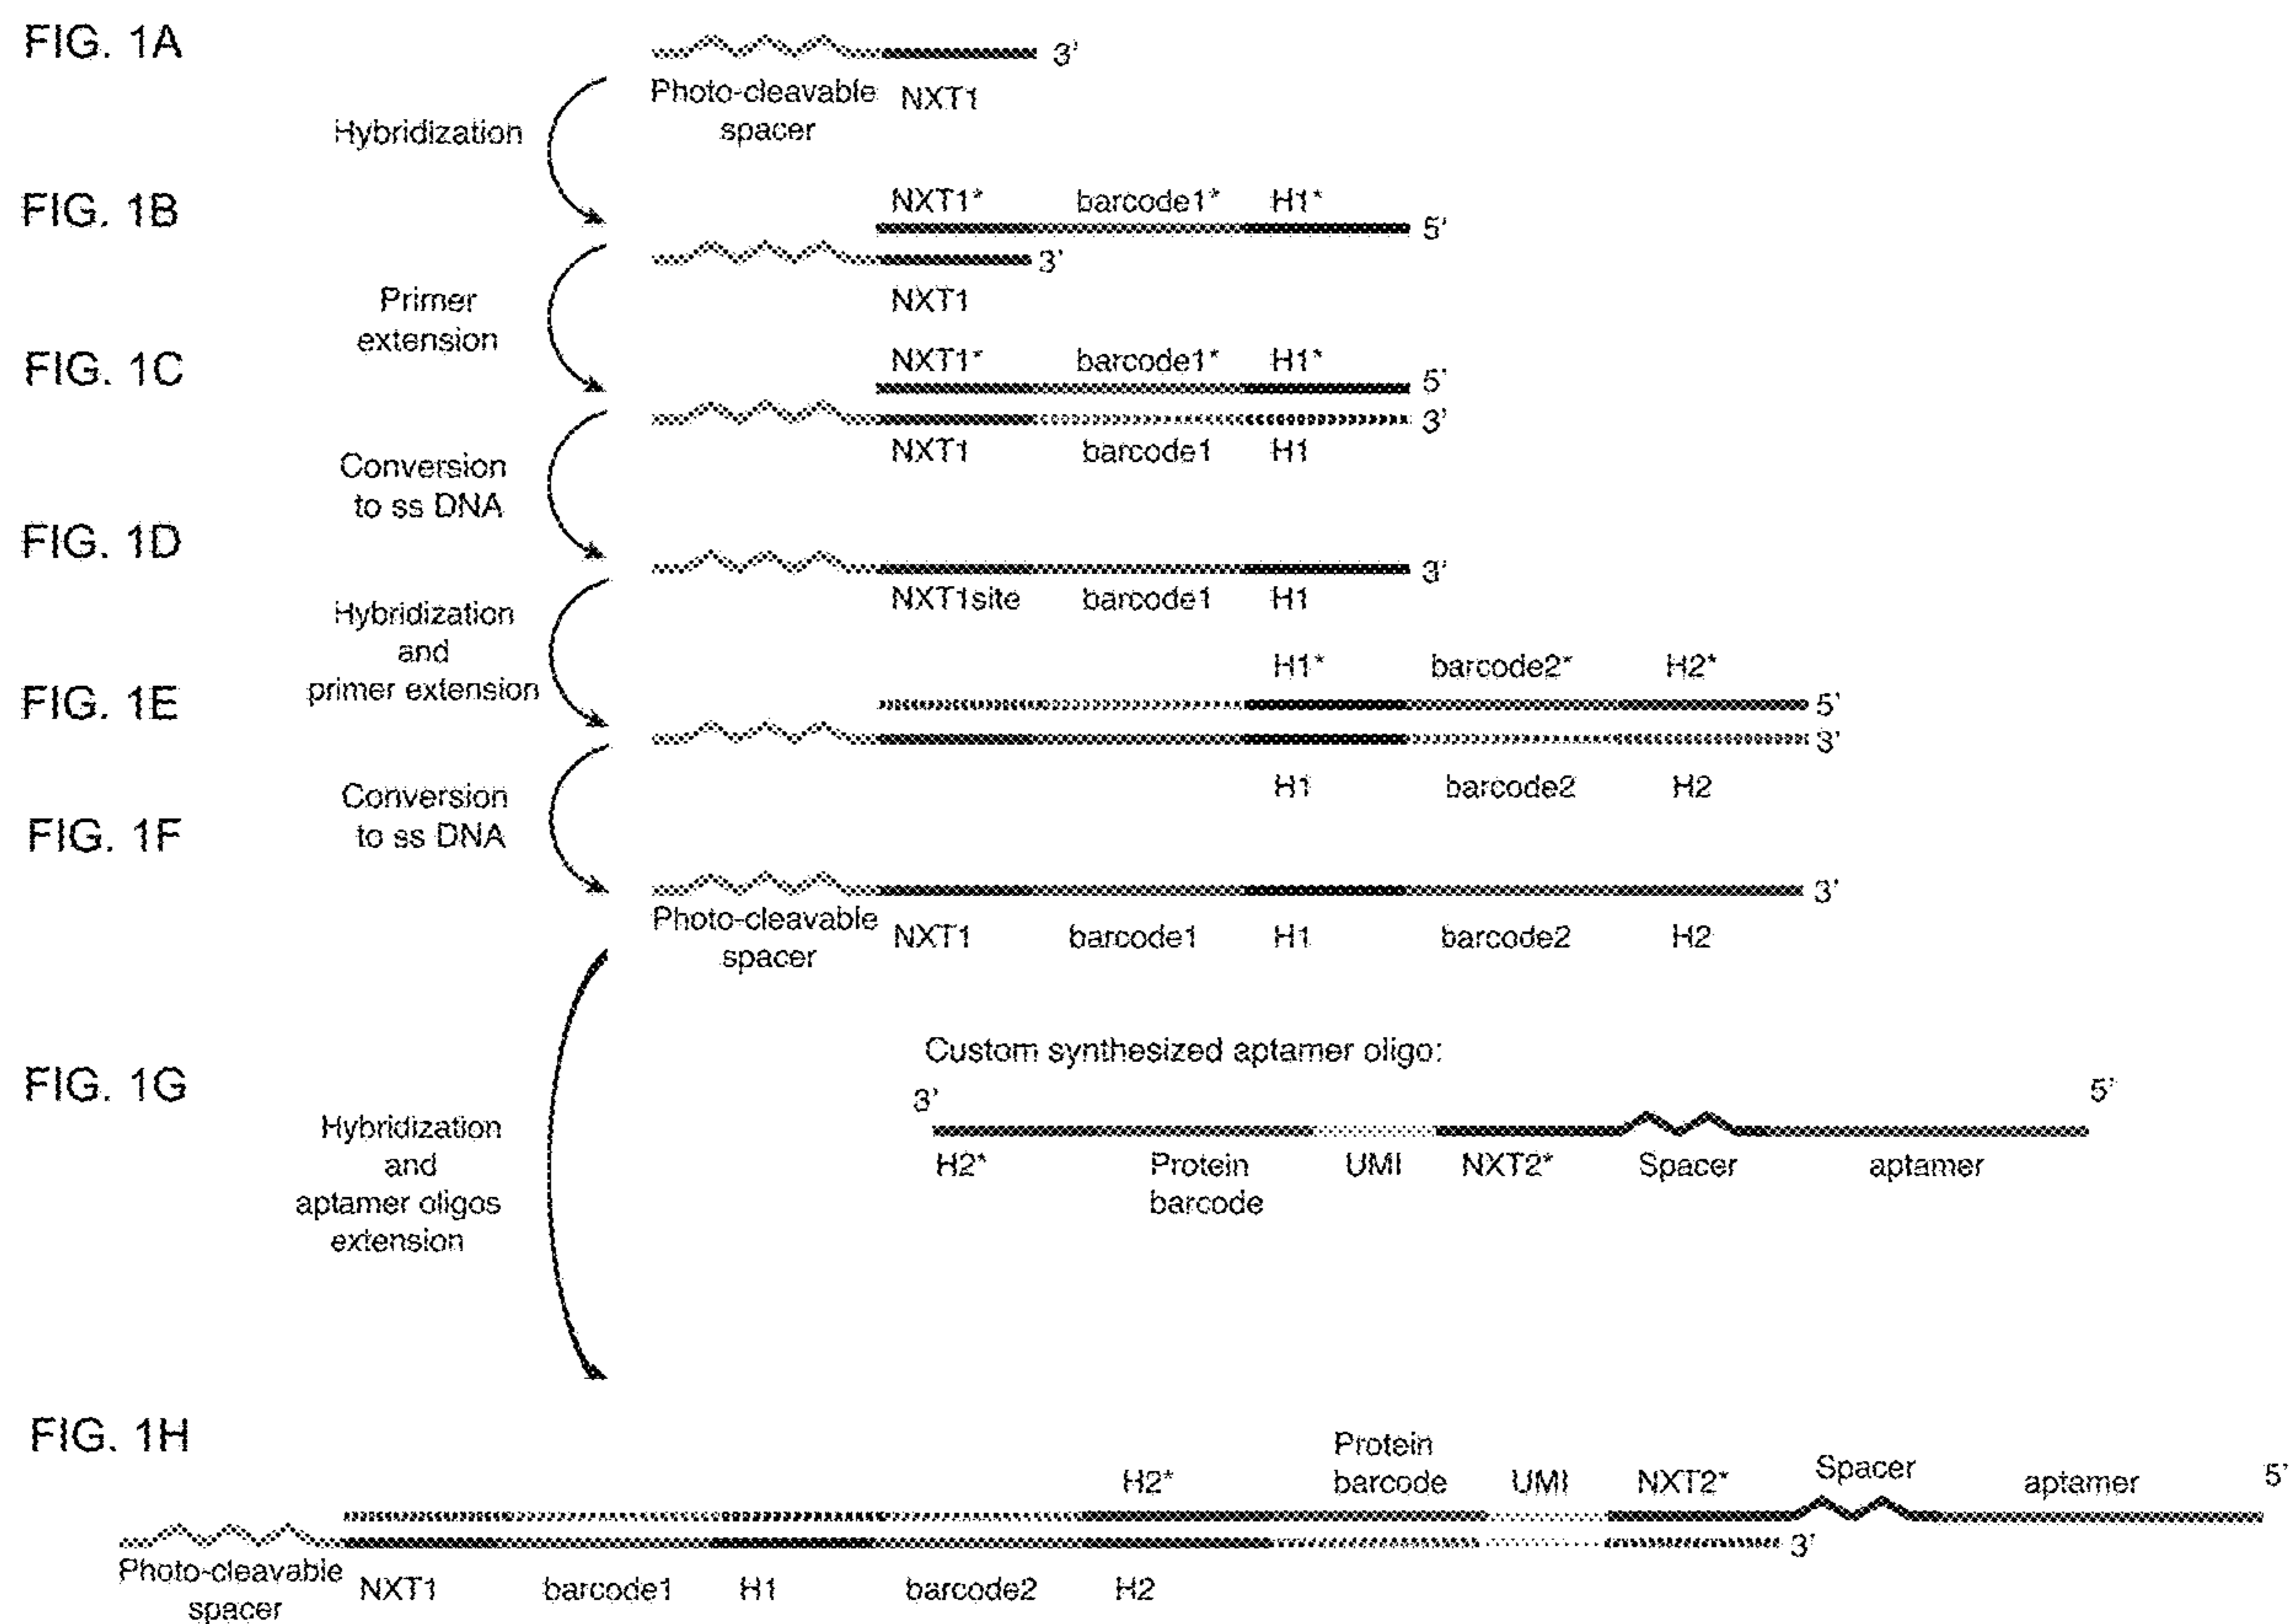 FIG. 1A
3'
Photo-cleavable NXT1
spacer
Hybridization
FIG. 1B
NXT1* barcode1* H1*
5'
3'
NXT1
Primer
extension
FIG. 1C
NXT1* barcode1* H1*
5'
3'
NXT1 barcode1 H1
Conversion
to ss DNA
FIG. 1D
3'
NXT1site barcode1 H1
Hybridization
and
primer extension
FIG. 1E
H1* barcode2* H2*
5'
3'
H1 barcode2 H2
Conversion
to ss DNA
FIG. 1F
3'
Photo-cleavable
spacer
NXT1 barcode1 H1 barcode2 H2
FIG. 1G
Custom synthesized aptamer oligo:
3' 5'
H2* Protein UMI NXT2* Spacer aptamer
barcode
Hybridization
and
aptamer oligos
extension
FIG. 1H
Protein
H2* barcode UMI NXT2* Spacer aptamer 5'
3'
Photo-cleavable
spacer
NXT1 barcode1 H1 barcode2 H2